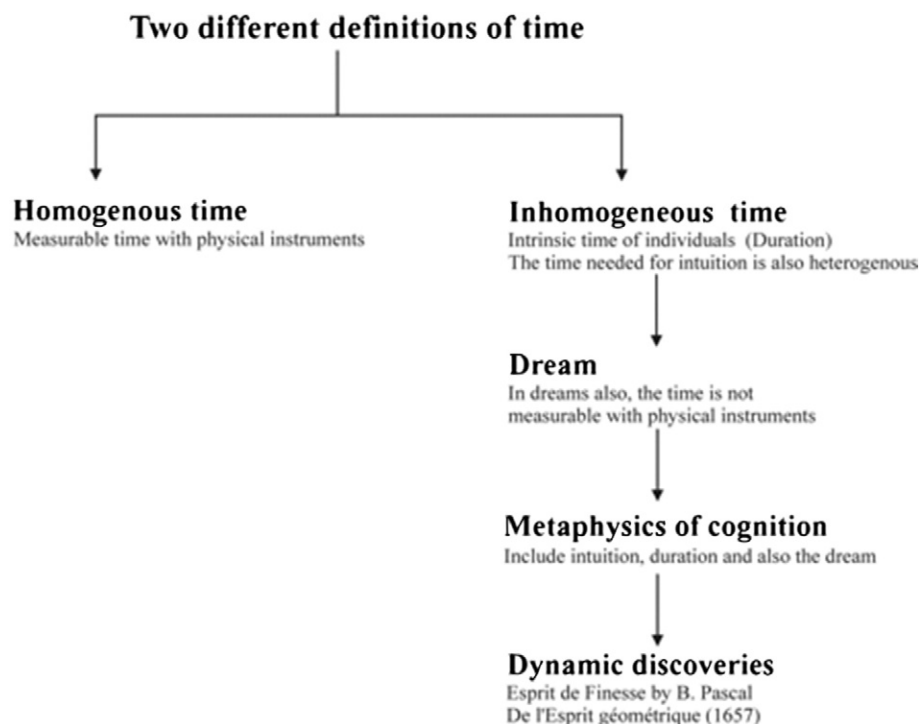 Two different definitions of time
Homogenous time
Measurable time with physical instruments
Inhomogeneous time
Intrinsic time of individuals (Duration)
The time needed for intuition is also heterogenous
Dream
In dreams also, the time is not
measurable with physical instruments
Metaphysics of cognition
Include intuition, duration and also the dream
Dynamic discoveries
Esprit de Finesse by B. Pascal
De l'Esprit géométrique (1657)